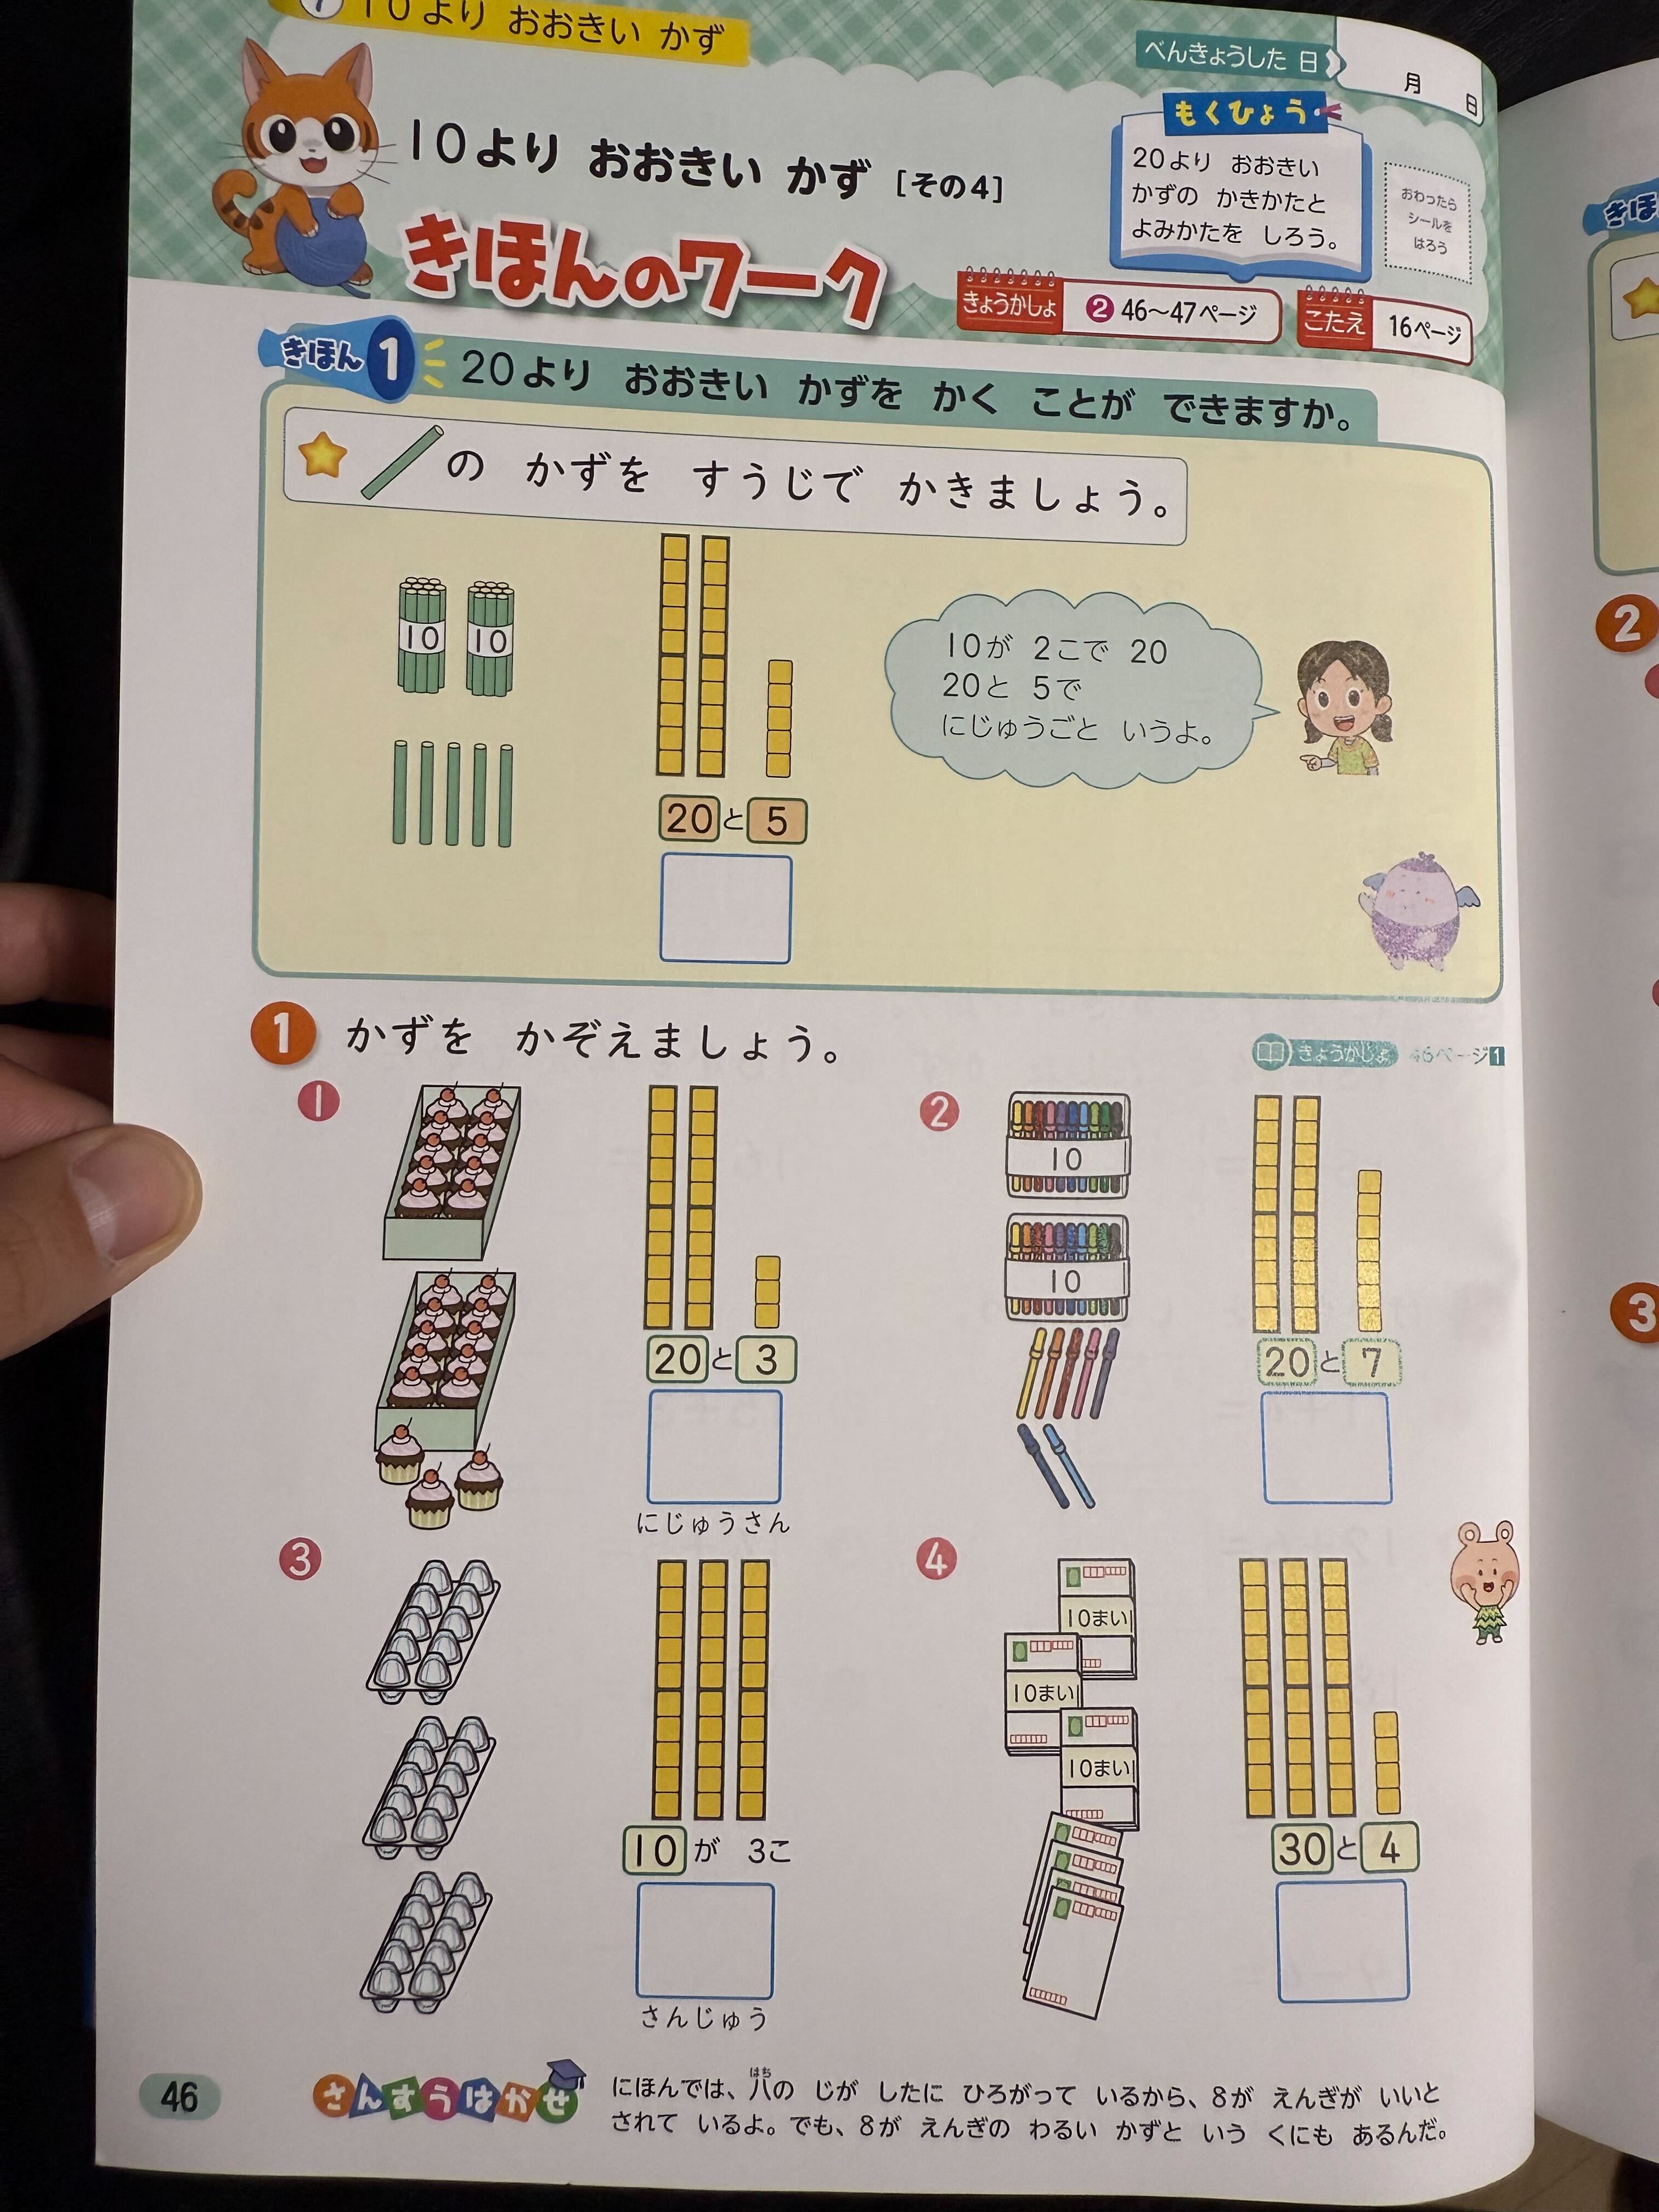 7 10より おおきい かず
べんきょうした 日
月 日
10より おおきい かず [その4]
きほんのワーク
もくひょう
20より おおきい
かずの かきかたと
よみかたを しろう。
おわったら
シールを
はろう
きょうかしょ ❷ 46〜47ページ
こたえ 16ページ
きほん 1 20より おおきい かずを かく ことが できますか。
の かずを すうじで かきましょう。
10 10
10が 2こで 20
20と 5で
にじゅうごと いうよ。
20と5
1 かずを かぞえましょう。
きょうかしょ 46ページ1
1
20と3
にじゅうさん
2
10
10
20と7
3
10が 3こ
さんじゅう
4
10まい
10まい
10まい
30と4
46
さんすうはかせ
にほんでは、八の じが したに ひろがって いるから、8が えんぎが いいと
はち
されて いるよ。でも、8が えんぎの わるい かずと いう くにも あるんだ。
2
3